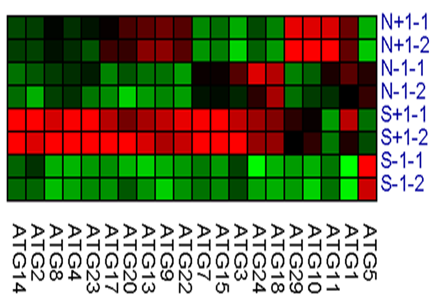 N+1-1
N+1-2
N-1-1
N-1-2
S+1-1
S+1-2
S-1-1
S-1-2
ATG14
ATG2
ATG8
ATG4
ATG23
ATG17
ATG20
ATG13
ATG9
ATG22
ATG7
ATG15
ATG3
ATG24
ATG18
ATG29
ATG10
ATG11
ATG1
ATG5